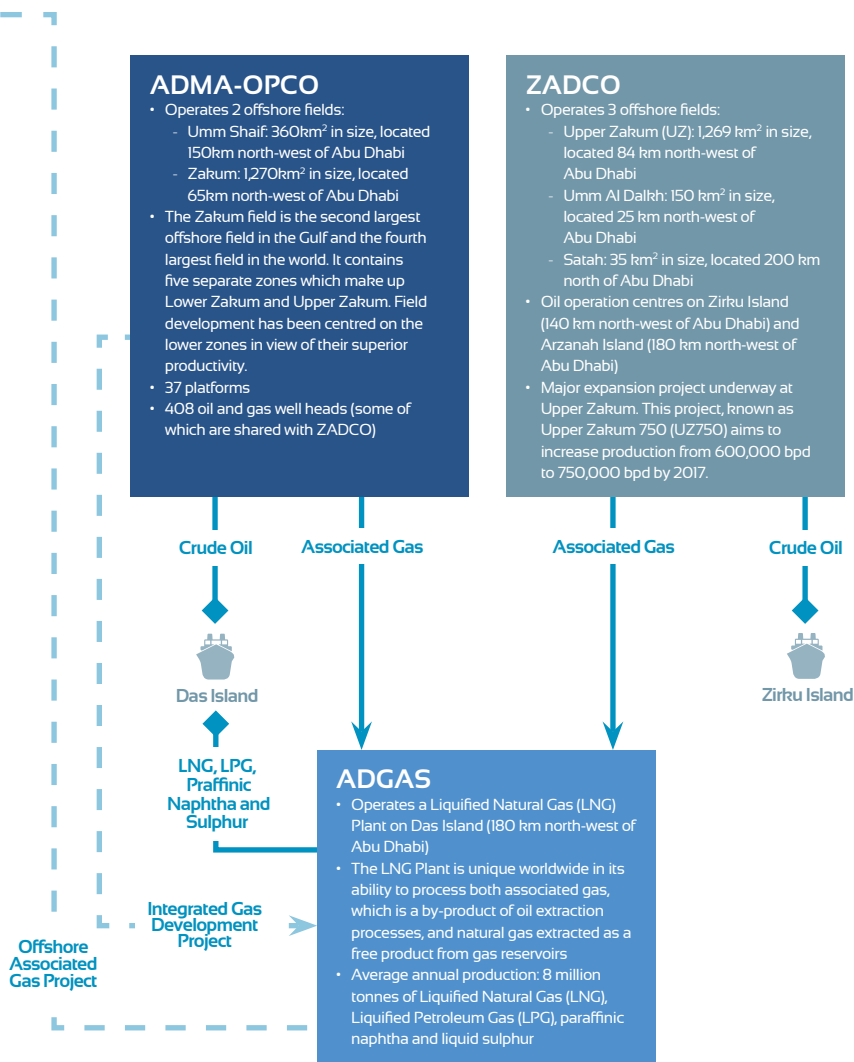 ADMA-OPCO
• Operates 2 offshore fields:
- Umm Shaif: 360km² in size, located
150km north-west of Abu Dhabi
- Zakum: 1,270km² in size, located
65km north-west of Abu Dhabi
• The Zakum field is the second largest
offshore field in the Gulf and the fourth
largest field in the world. It contains
five separate zones which make up
Lower Zakum and Upper Zakum. Field
development has been centred on the
lower zones in view of their superior
productivity.
• 37 platforms
• 408 oil and gas well heads (some of
which are shared with ZADCO)
ZADCO
• Operates 3 offshore fields:
- Upper Zakum (UZ): 1,269 km² in size,
located 84 km north-west of
Abu Dhabi
- Umm Al Dalkh: 150 km² in size,
located 25 km north-west of
Abu Dhabi
- Satah: 35 km² in size, located 200 km
north of Abu Dhabi
• Oil operation centres on Zirku Island
(140 km north-west of Abu Dhabi) and
Arzanah Island (180 km north-west of
Abu Dhabi)
• Major expansion project underway at
Upper Zakum. This project, known as
Upper Zakum 750 (UZ750) aims to
increase production from 600,000 bpd
to 750,000 bpd by 2017.
Crude Oil
Associated Gas
Associated Gas
Crude Oil
Das Island
Zirku Island
LNG, LPG,
Praffinic
Naphtha and
Sulphur
ADGAS
• Operates a Liquified Natural Gas (LNG)
Plant on Das Island (180 km north-west of
Abu Dhabi)
• The LNG Plant is unique worldwide in its
ability to process both associated gas,
which is a by-product of oil extraction
processes, and natural gas extracted as a
free product from gas reservoirs
• Average annual production: 8 million
tonnes of Liquified Natural Gas (LNG),
Liquified Petroleum Gas (LPG), paraffinic
naphtha and liquid sulphur
Integrated Gas
Development
Project
Offshore
Associated
Gas Project